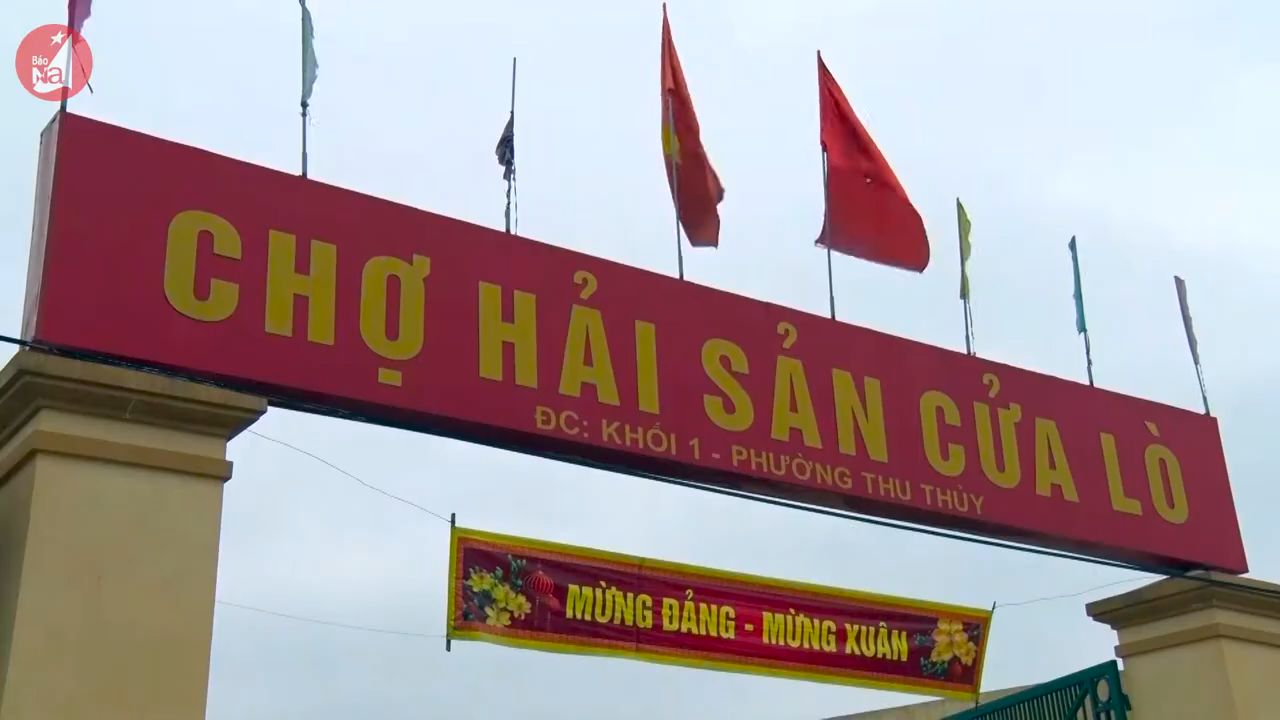 Báo
Na
CHỢ HẢI SẢN CỬA LÒ
ĐC: KHỐI 1 - PHƯỜNG THU THỦY
MỪNG ĐẢNG - MỪNG XUÂN